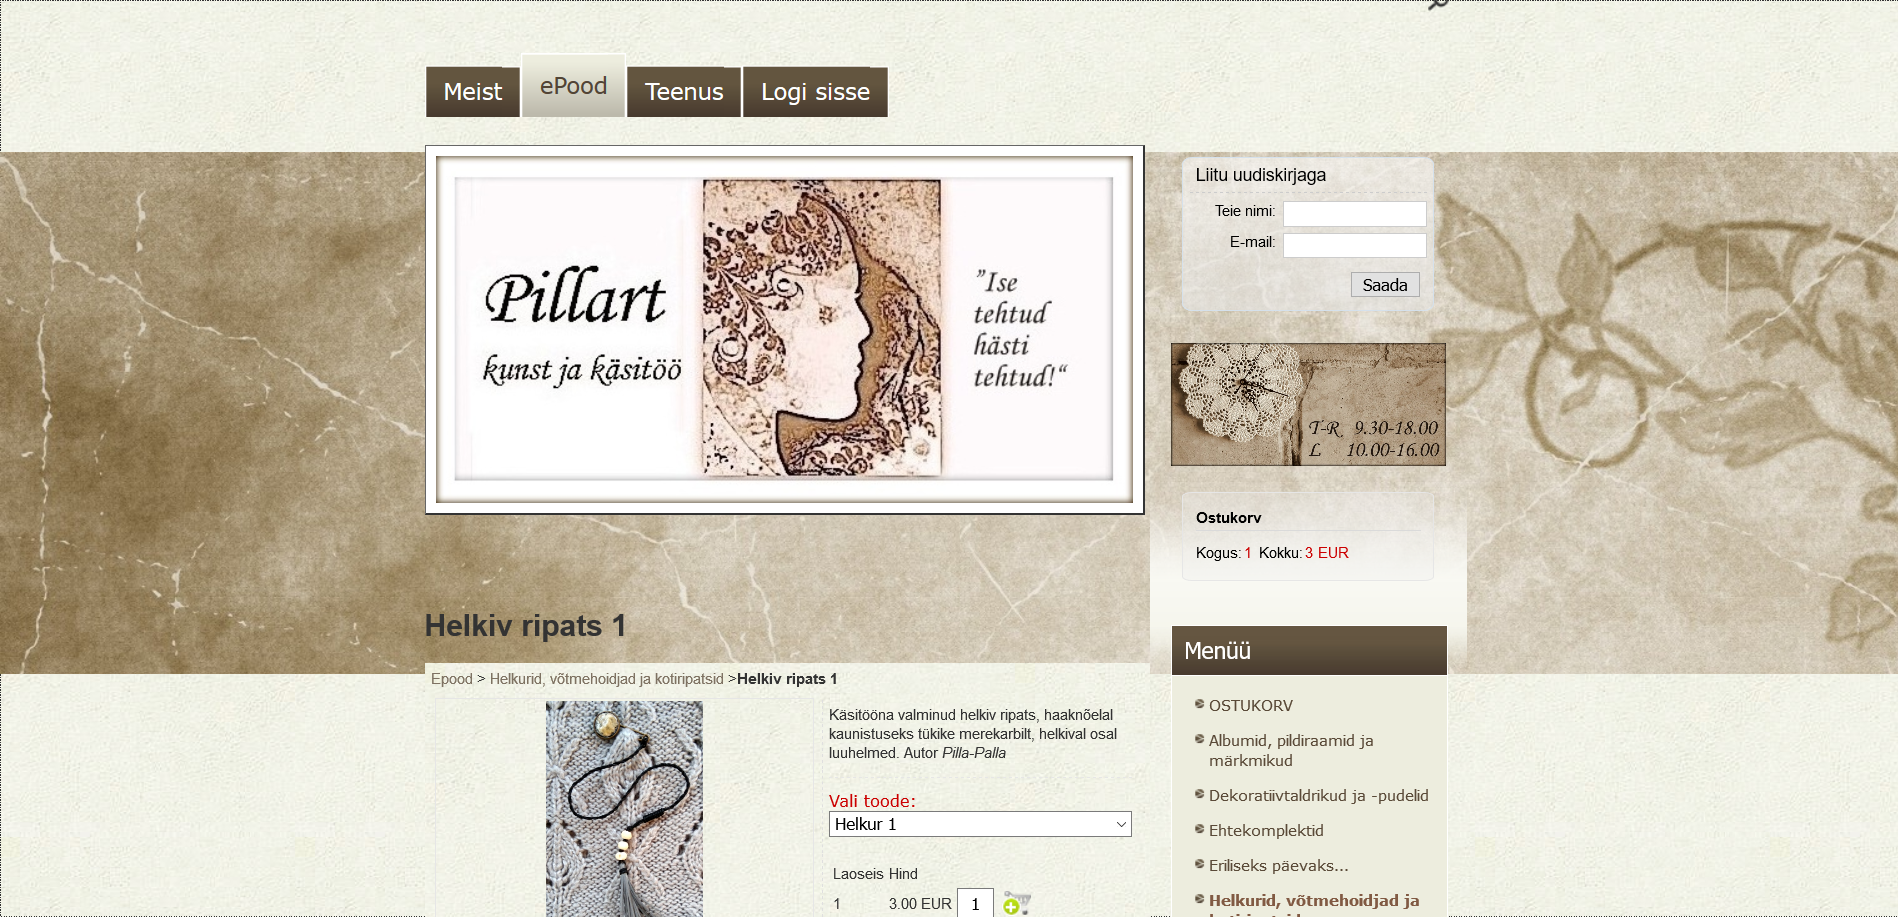 Meist
ePood
Teenus
Logi sisse
Pillart
kunst ja käsitöö
"Ise
tehtud
hästi
tehtud!"
Liitu uudiskirjaga
Teie nimi:
E-mail:
Saada
T-R 9.30-18.00
L 10.00-16.00
Ostukorv
Kogus: 1 Kokku: 3 EUR
Helkiv ripats 1
Epood > Helkurid, võtmehoidjad ja kotiripatsid >Helkiv ripats 1
Käsitööna valminud helkiv ripats, haaknõelal
kaunistuseks tükike merekarbilt, helkival osal
luuhelmed. Autor Pilla-Palla
Vali toode:
Helkur 1
Laoseis Hind
1 3.00 EUR 1
Menüü
OSTUKORV
Albumid, pildiraamid ja
märkmikud
Dekoratiivtaldrikud ja -pudelid
Ehtekomplektid
Eriliseks päevaks...
Helkurid, võtmehoidjad ja